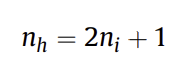 n_h = 2n_i + 1